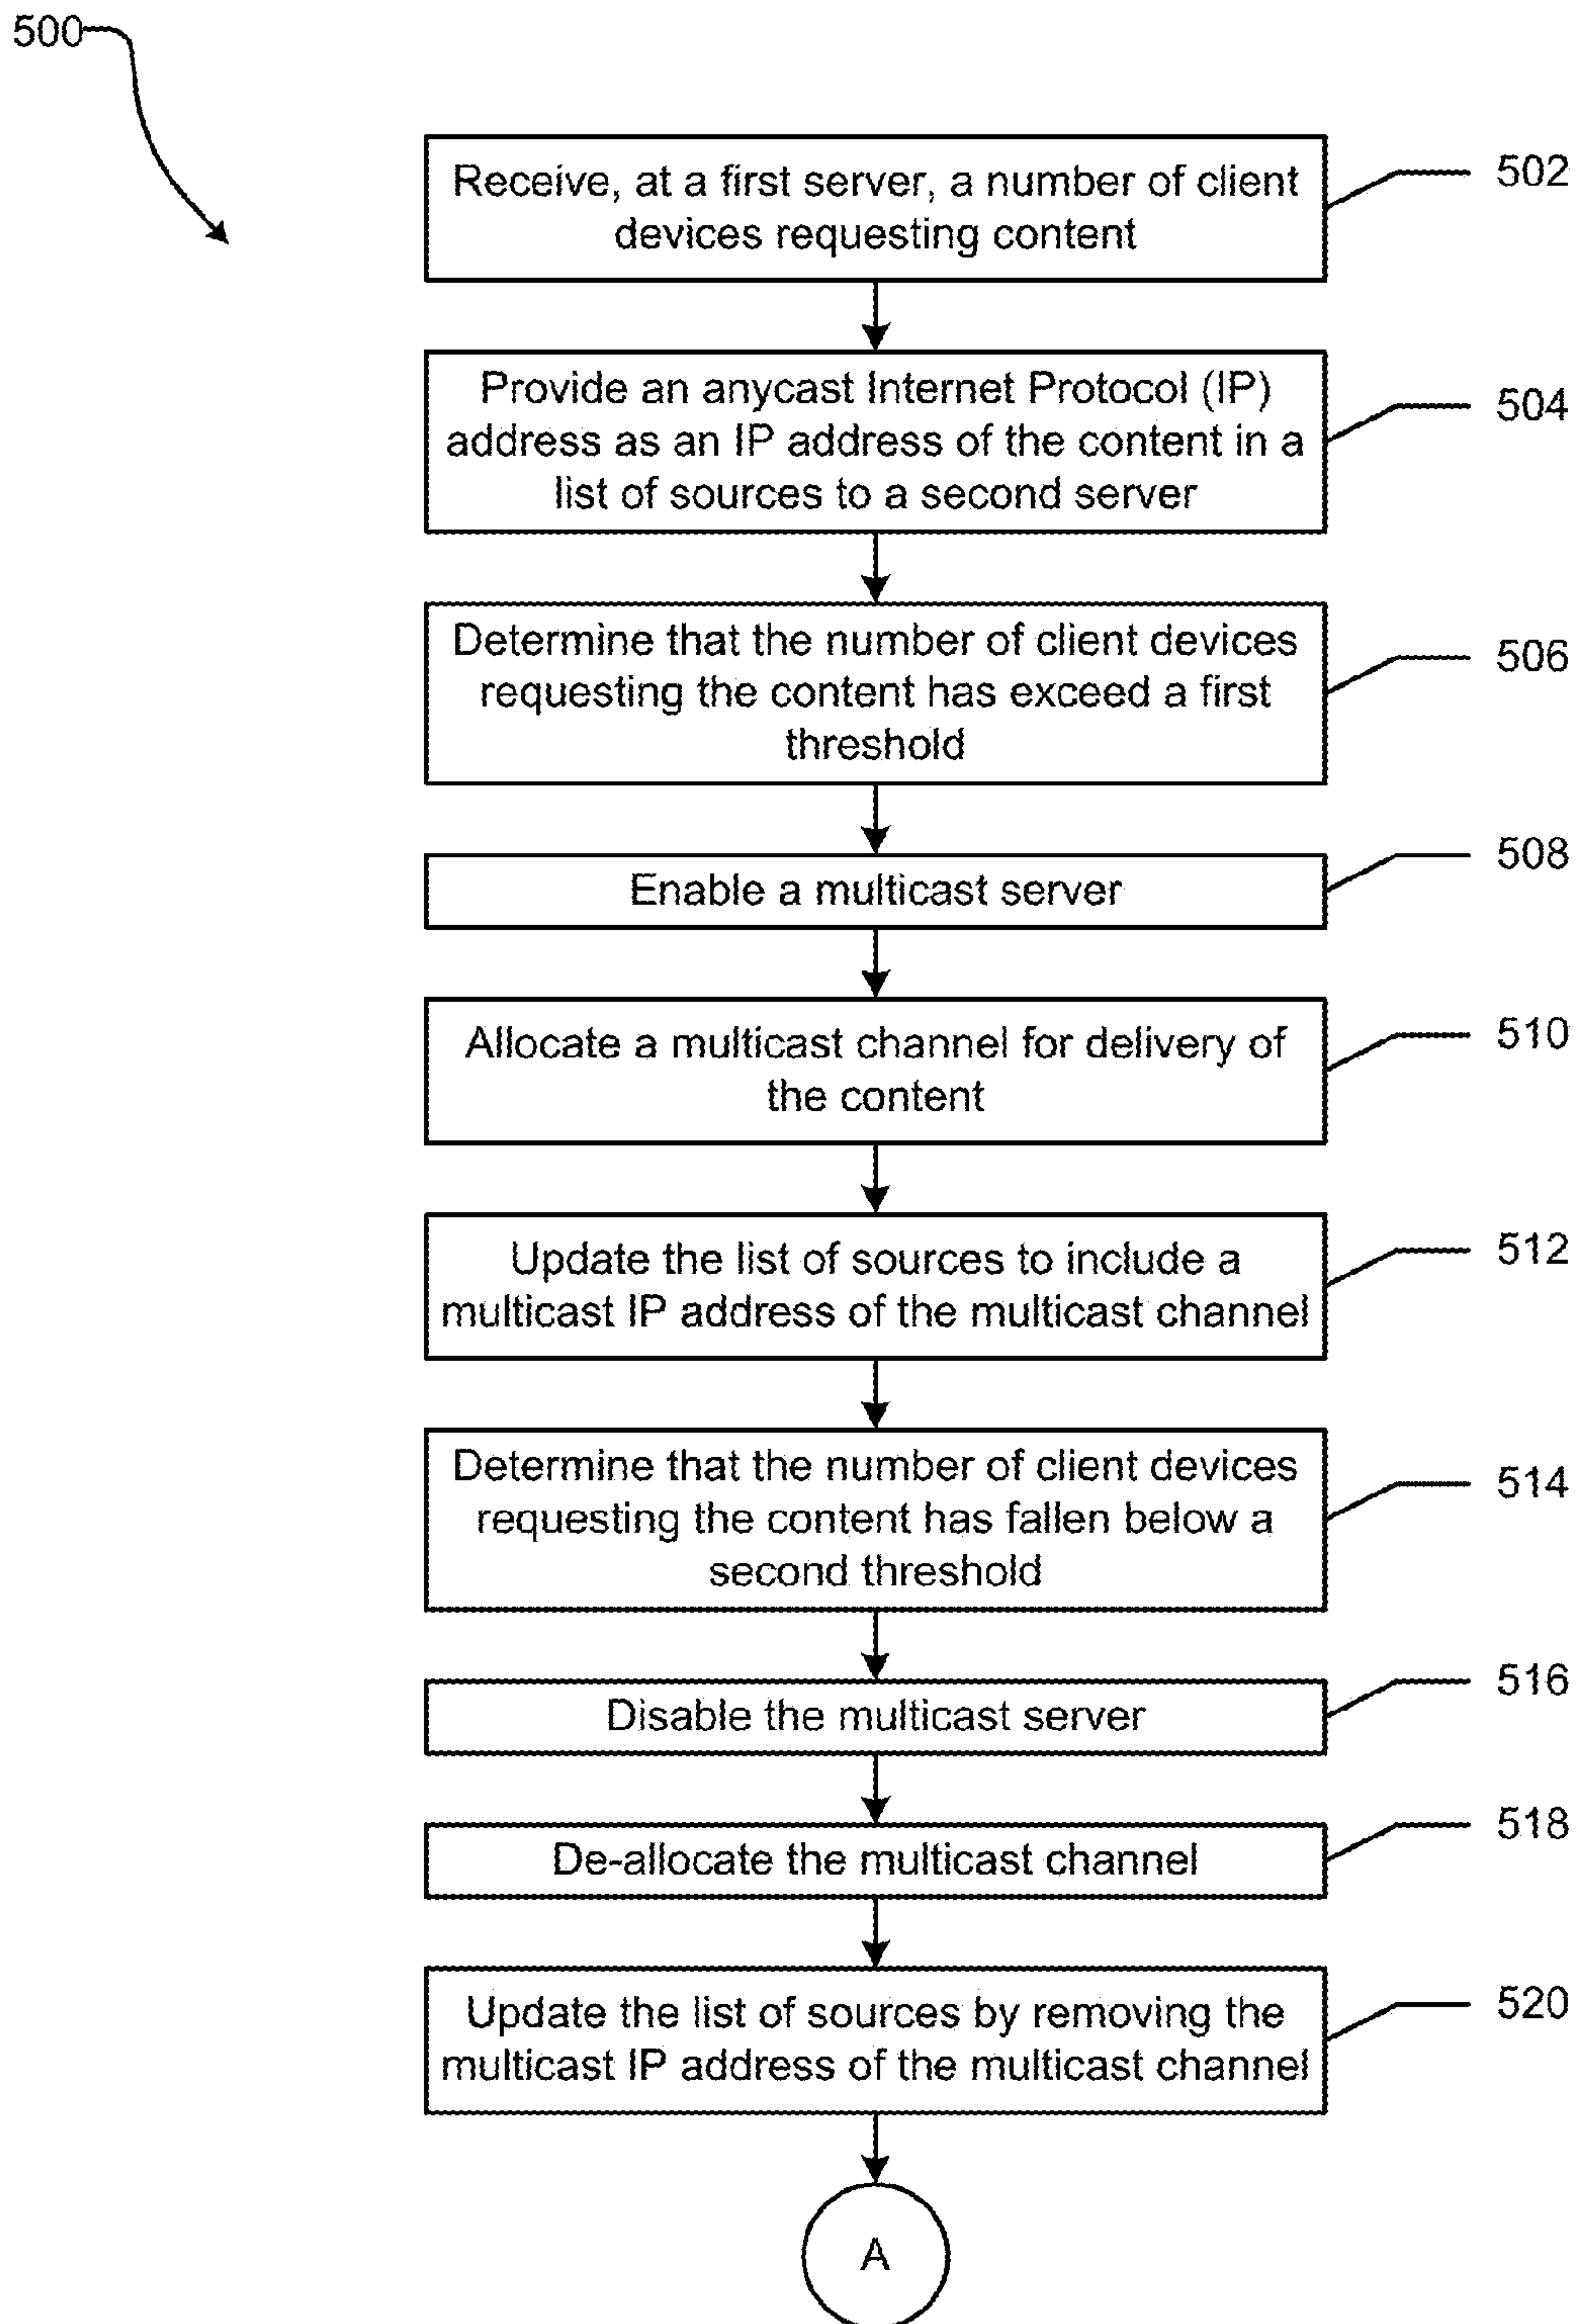 500
Receive, at a first server, a number of client
devices requesting content
502
Provide an anycast Internet Protocol (IP)
address as an IP address of the content in a
list of sources to a second server
504
Determine that the number of client devices
requesting the content has exceed a first
threshold
506
Enable a multicast server
508
Allocate a multicast channel for delivery of
the content
510
Update the list of sources to include a
multicast IP address of the multicast channel
512
Determine that the number of client devices
requesting the content has fallen below a
second threshold
514
Disable the multicast server
516
De-allocate the multicast channel
518
Update the list of sources by removing the
multicast IP address of the multicast channel
520
A